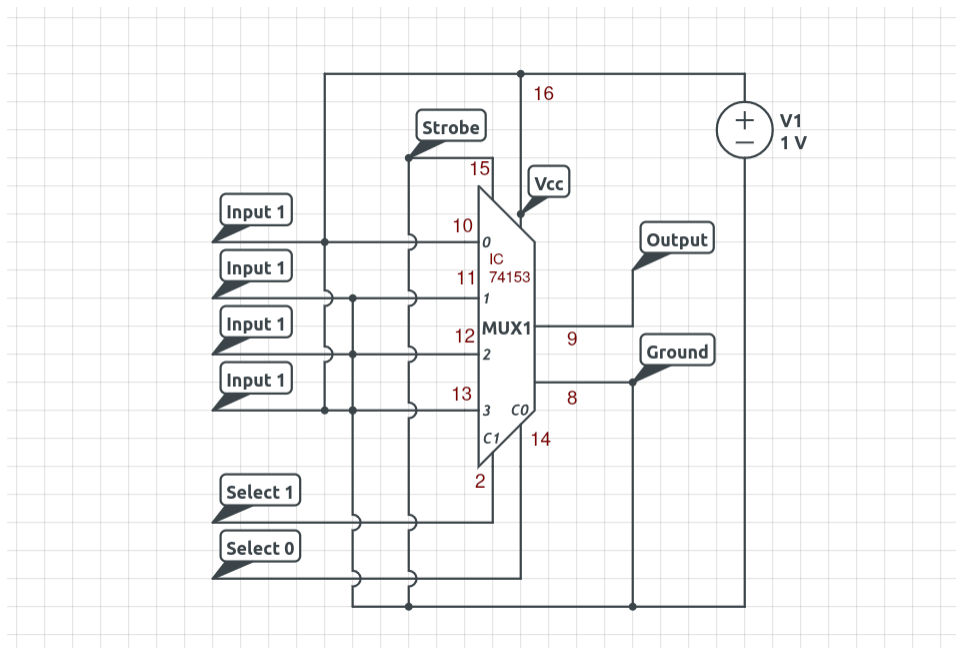 16
V1
1 V
Strobe
15
Vcc
Input 1
10
0
Output
IC
74153
Input 1
11
1
Input 1
12
MUX1
9
2
Ground
Input 1
13
8
3
C0
C1
14
Select 1
2
Select 0